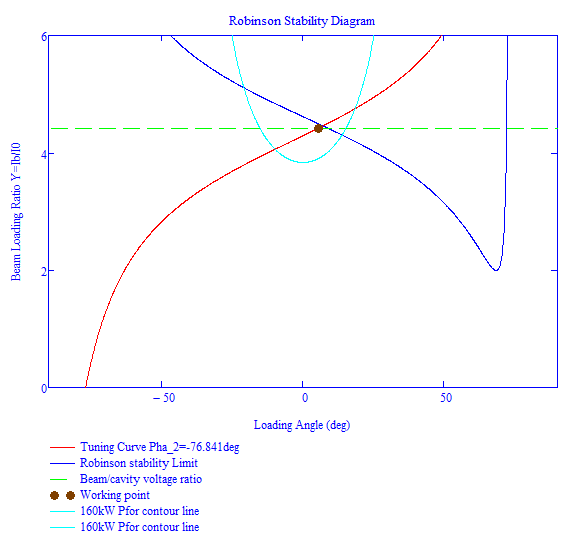 Robinson Stability Diagram
6
4
2
0
Beam Loading Ratio Y=Ib/I0
− 50
0
50
Loading Angle (deg)
Tuning Curve Pha_2=-76.841deg
Robinson stability Limit
Beam/cavity voltage ratio
Working point
160kW Pfor contour line
160kW Pfor contour line